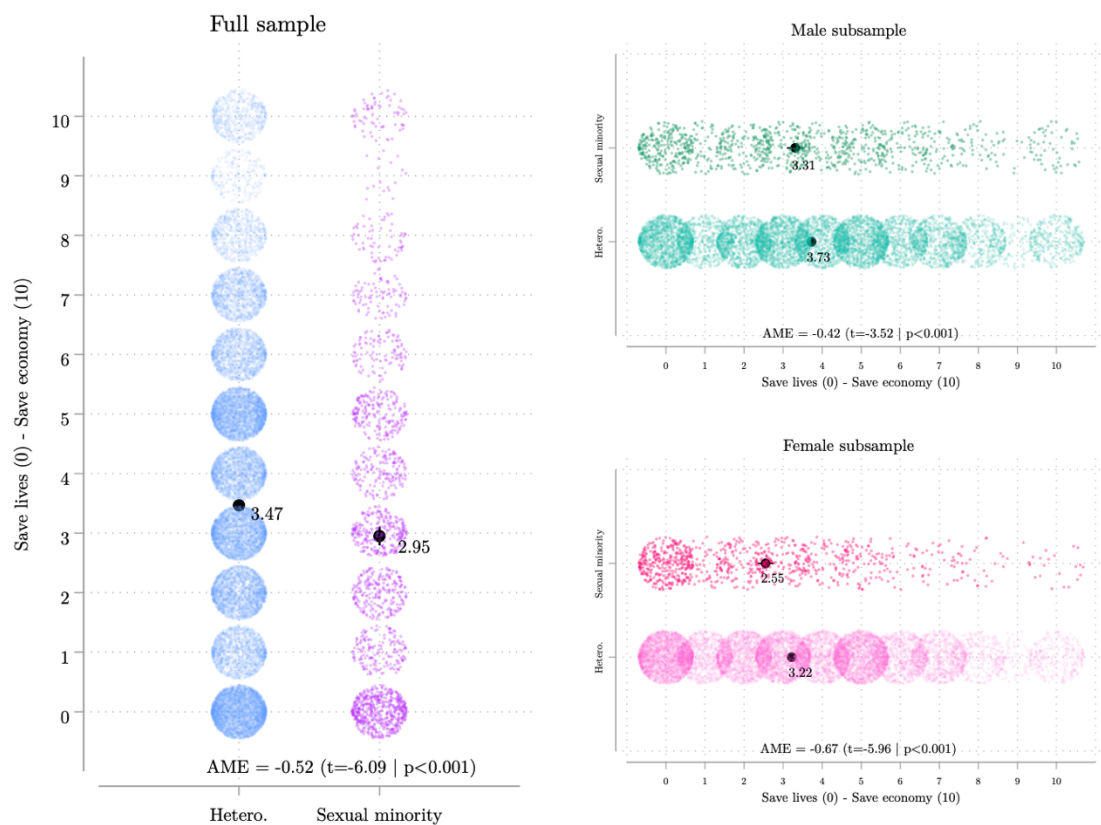 Full sample
Save lives (0) - Save economy (10)
10
9
8
7
6
5
4
3
2
1
0
3.47
2.95
AME = -0.52 (t=-6.09 | p<0.001)
Hetero. Sexual minority
Male subsample
Sexual minority
Hetero.
3.31
3.73
AME = -0.42 (t=-3.52 | p<0.001)
0 1 2 3 4 5 6 7 8 9 10
Save lives (0) - Save economy (10)
Female subsample
Sexual minority
Hetero.
2.55
3.22
AME = -0.67 (t=-5.96 | p<0.001)
0 1 2 3 4 5 6 7 8 9 10
Save lives (0) - Save economy (10)